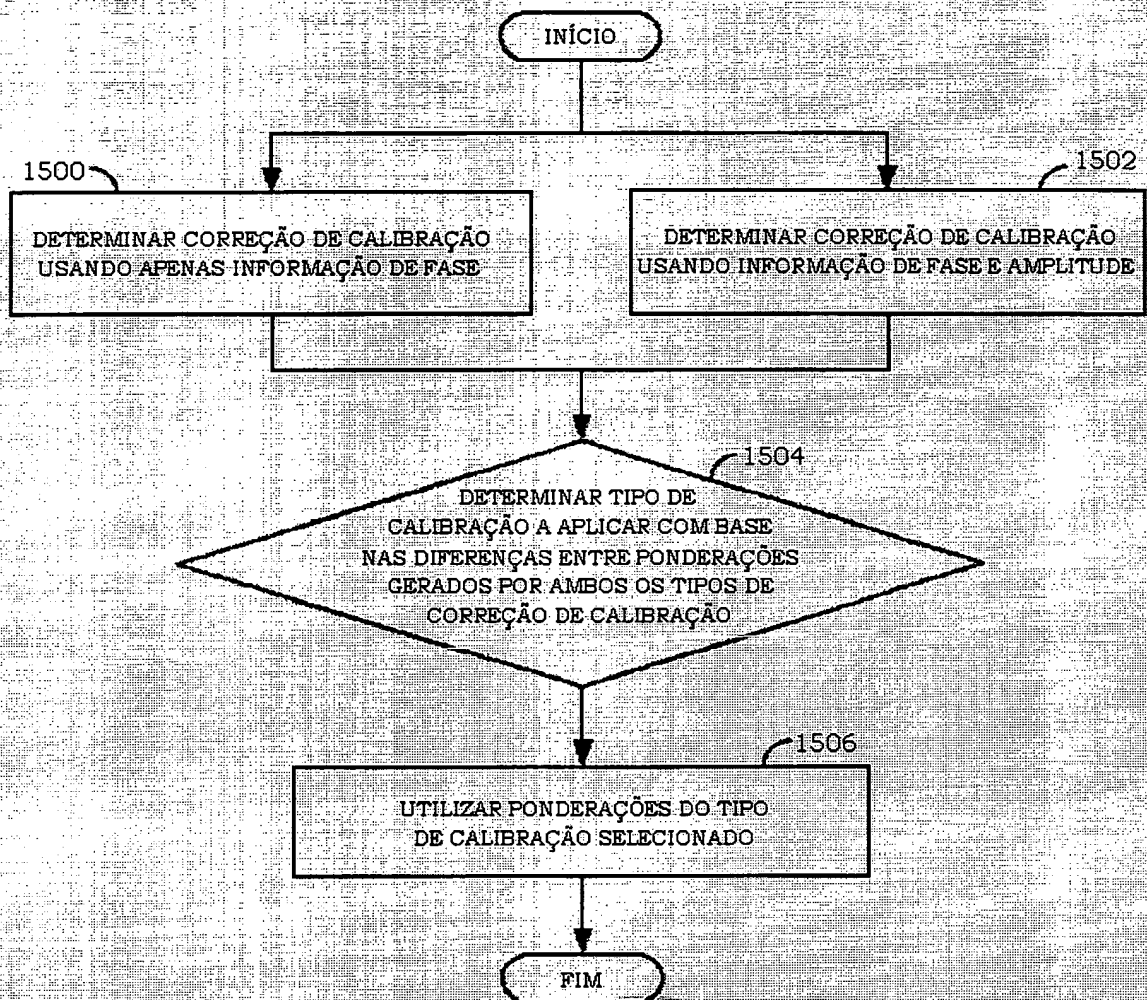 INÍCIO
1500
1502
DETERMINAR CORREÇÃO DE CALIBRAÇÃO
USANDO APENAS INFORMAÇÃO DE FASE
DETERMINAR CORREÇÃO DE CALIBRAÇÃO
USANDO INFORMAÇÃO DE FASE E AMPLITUDE
1504
DETERMINAR TIPO DE
CALIBRAÇÃO A APLICAR COM BASE
NAS DIFERENÇAS ENTRE PONDERAÇÕES
GERADOS POR AMBOS OS TIPOS DE
CORREÇÃO DE CALIBRAÇÃO
1506
UTILIZAR PONDERAÇÕES DO TIPO
DE CALIBRAÇÃO SELECIONADO
FIM